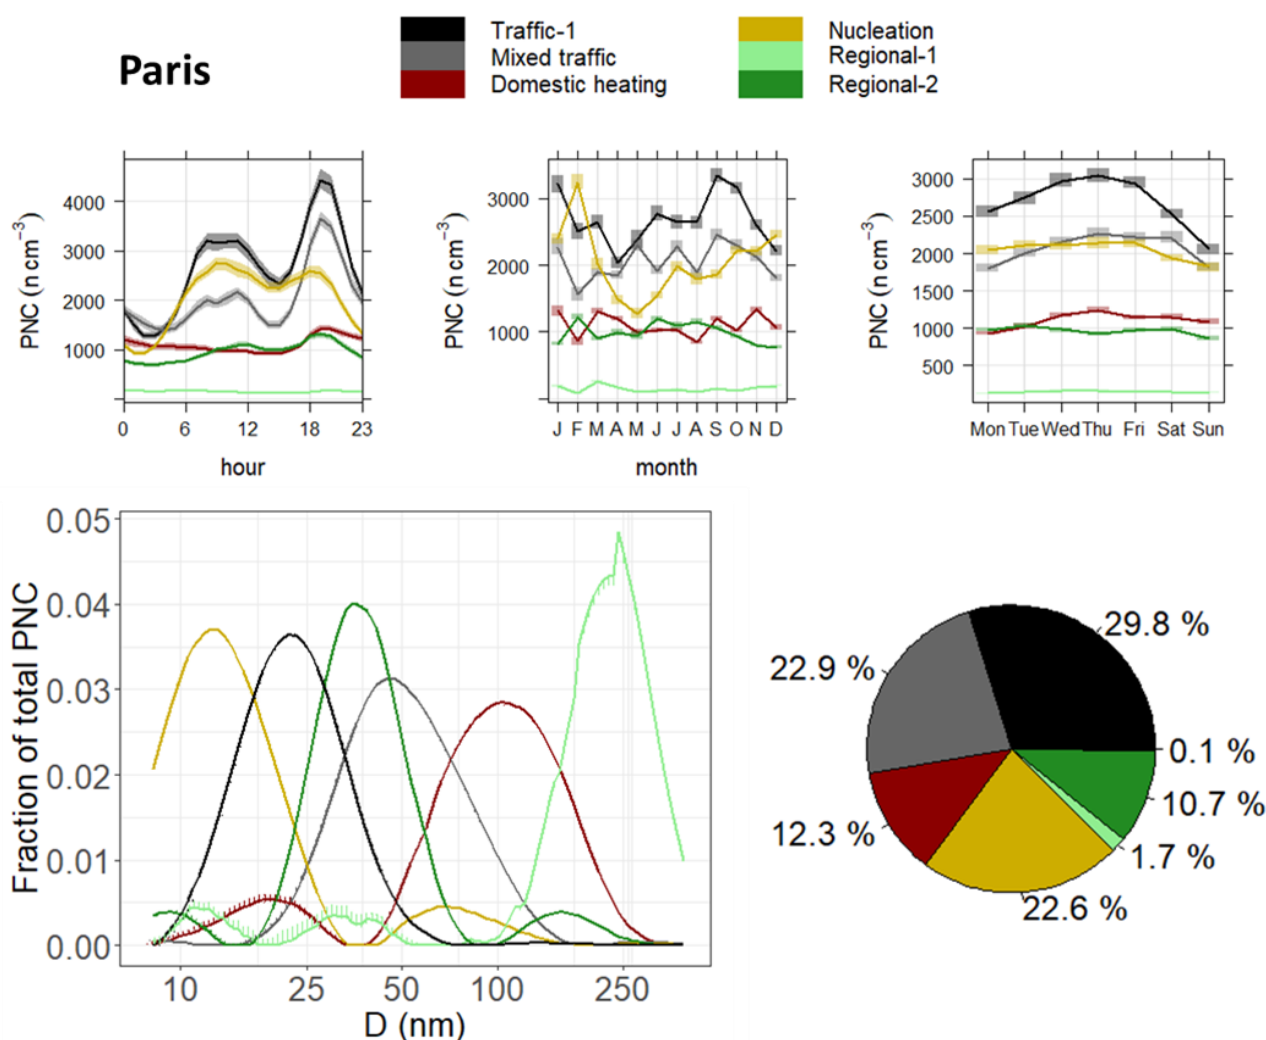 Paris
Traffic-1
Mixed traffic
Domestic heating
Nucleation
Regional-1
Regional-2
PNC (n cm⁻³)
4000
3000
2000
1000
0 6 12 18 23
hour
PNC (n cm⁻³)
3000
2000
1000
J F M A M J J A S O N D
month
PNC (n cm⁻³)
3000
2500
2000
1500
1000
500
Mon Tue Wed Thu Fri Sat Sun
Fraction of total PNC
0.05
0.04
0.03
0.02
0.01
0.00
10 25 50 100 250
D (nm)
29.8 %
22.9 %
0.1 %
10.7 %
12.3 %
1.7 %
22.6 %